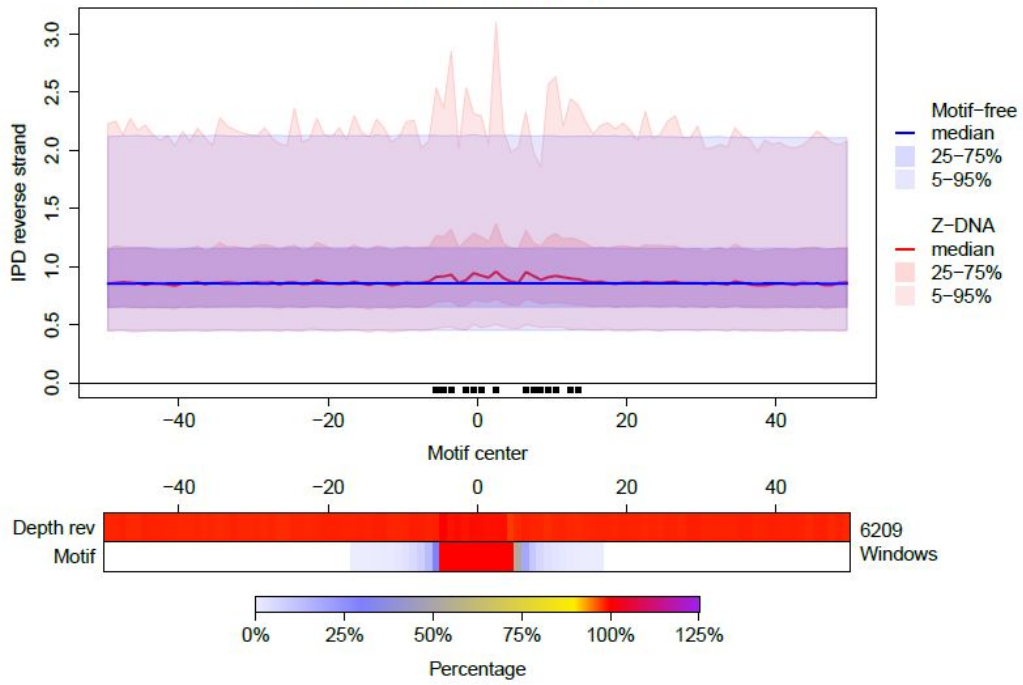 3.0
2.5
2.0
1.5
1.0
0.5
0.0
IPD reverse strand
−40 −20 0 20 40
Motif center
Motif−free
median
25−75%
5−95%
Z−DNA
median
25−75%
5−95%
−40 −20 0 20 40
Depth rev
Motif
6209
Windows
0% 25% 50% 75% 100% 125%
Percentage